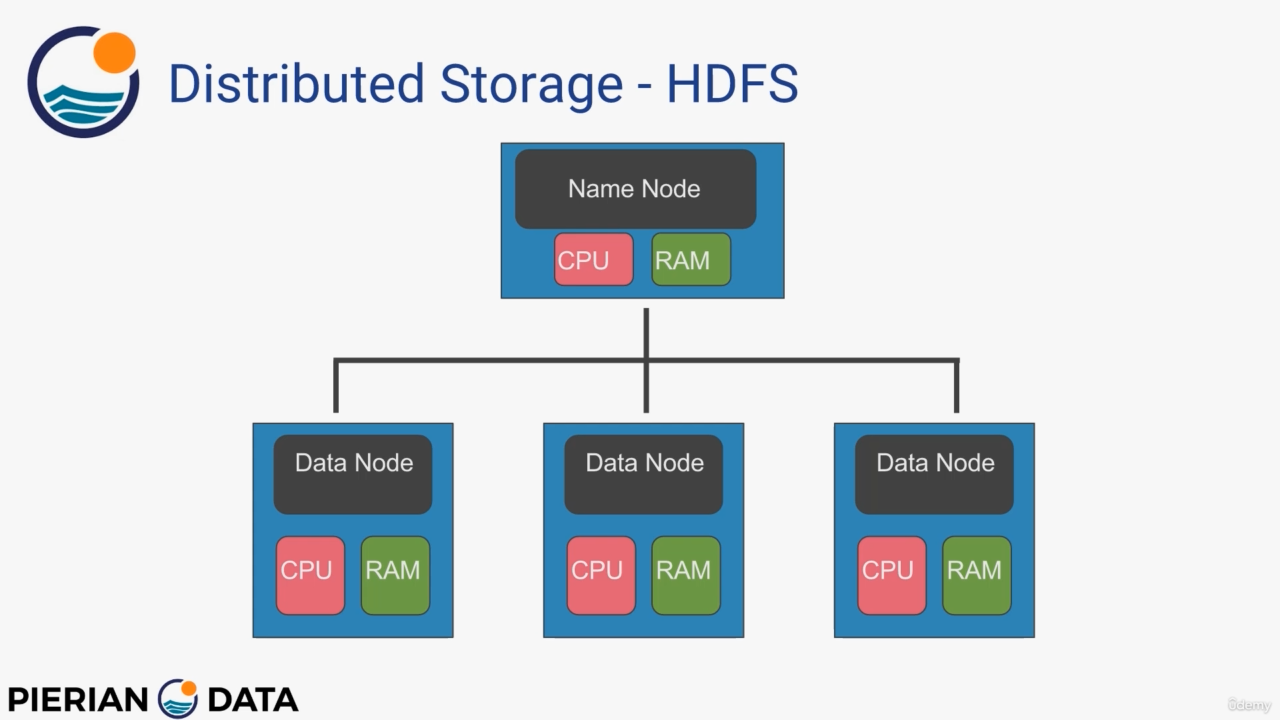 Distributed Storage - HDFS
Name Node
CPU RAM
Data Node Data Node Data Node
CPU RAM CPU RAM CPU RAM
PIERIAN DATA
ûdemy